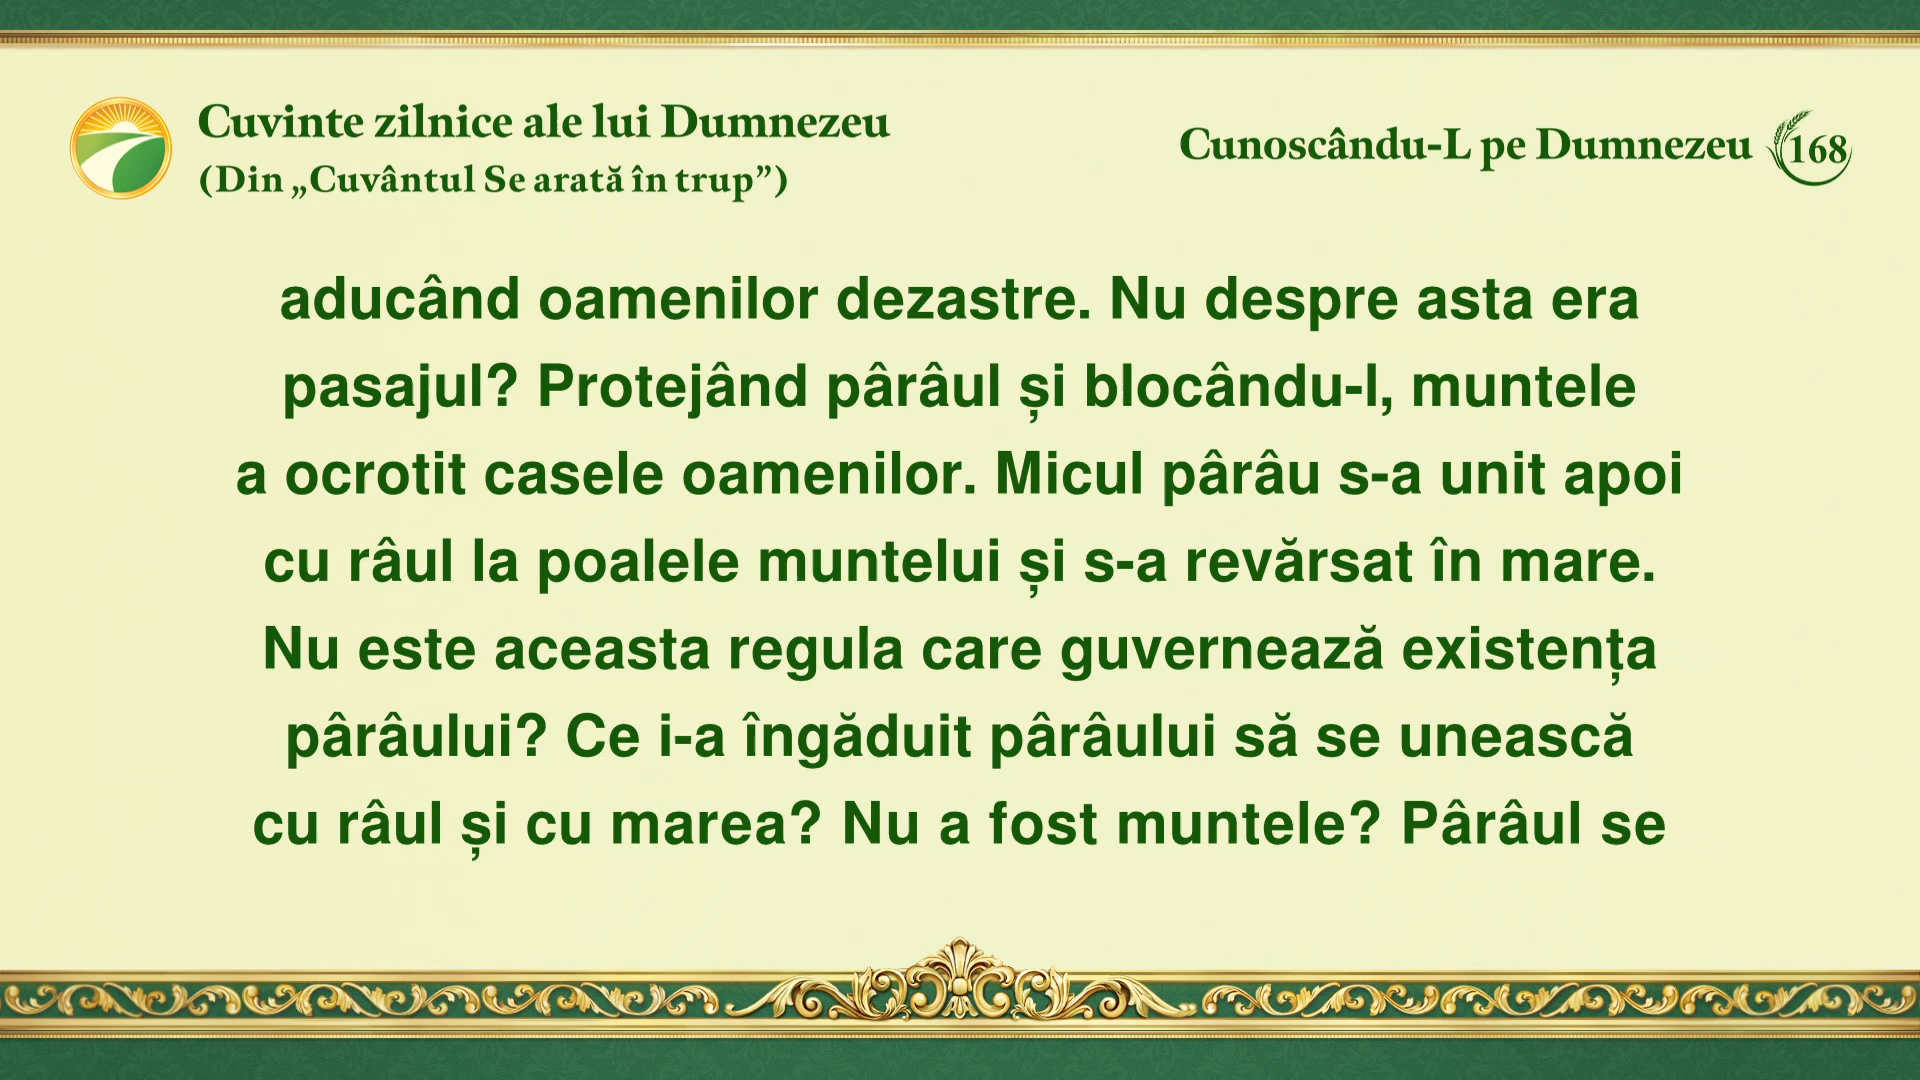 Cuvinte zilnice ale lui Dumnezeu
(Din „Cuvântul Se arată în trup”)
Cunoscându-L pe Dumnezeu 168
aducând oamenilor dezastre. Nu despre asta era
pasajul? Protejând pârâul și blocându-l, muntele
a ocrotit casele oamenilor. Micul pârâu s-a unit apoi
cu râul la poalele muntelui și s-a revărsat în mare.
Nu este aceasta regula care guvernează existența
pârâului? Ce i-a îngăduit pârâului să se unească
cu râul și cu marea? Nu a fost muntele? Pârâul se